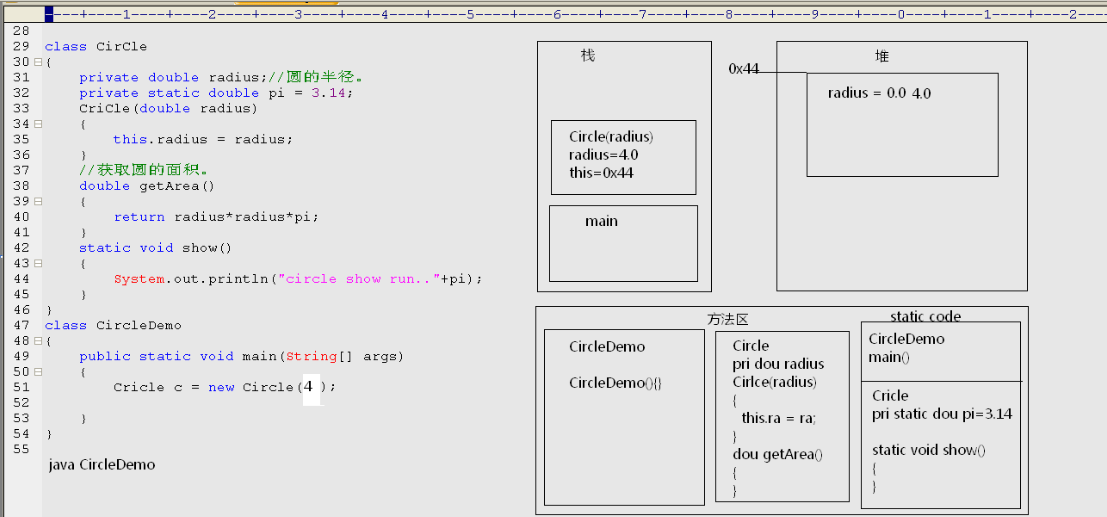 ----+----1----+----2----+----3----+----4----+----5----+----6----+----7----+----8----+----9----+----0----+----1----+----2--
28
29 class CirCle
30 {
31 private double radius;//圆的半径。
32 private static double pi = 3.14;
33 CriCle(double radius)
34 {
35 this.radius = radius;
36 }
37 //获取圆的面积。
38 double getArea()
39 {
40 return radius*radius*pi;
41 }
42 static void show()
43 {
44 System.out.println("circle show run.."+pi);
45 }
46 }
47 class CircleDemo
48 {
49 public static void main(String[] args)
50 {
51 Cricle c = new Circle(4);
52
53 }
54 }
55
java CircleDemo
栈
Circle(radius)
radius=4.0
this=0x44
main
堆
0x44
radius = 0.0 4.0
方法区
CircleDemo
CircleDemo(){}
Circle
pri dou radius
Cirlce(radius)
{
this.ra = ra;
}
dou getArea()
{
}
static code
CircleDemo
main()
Cricle
pri static dou pi=3.14
static void show()
{
}